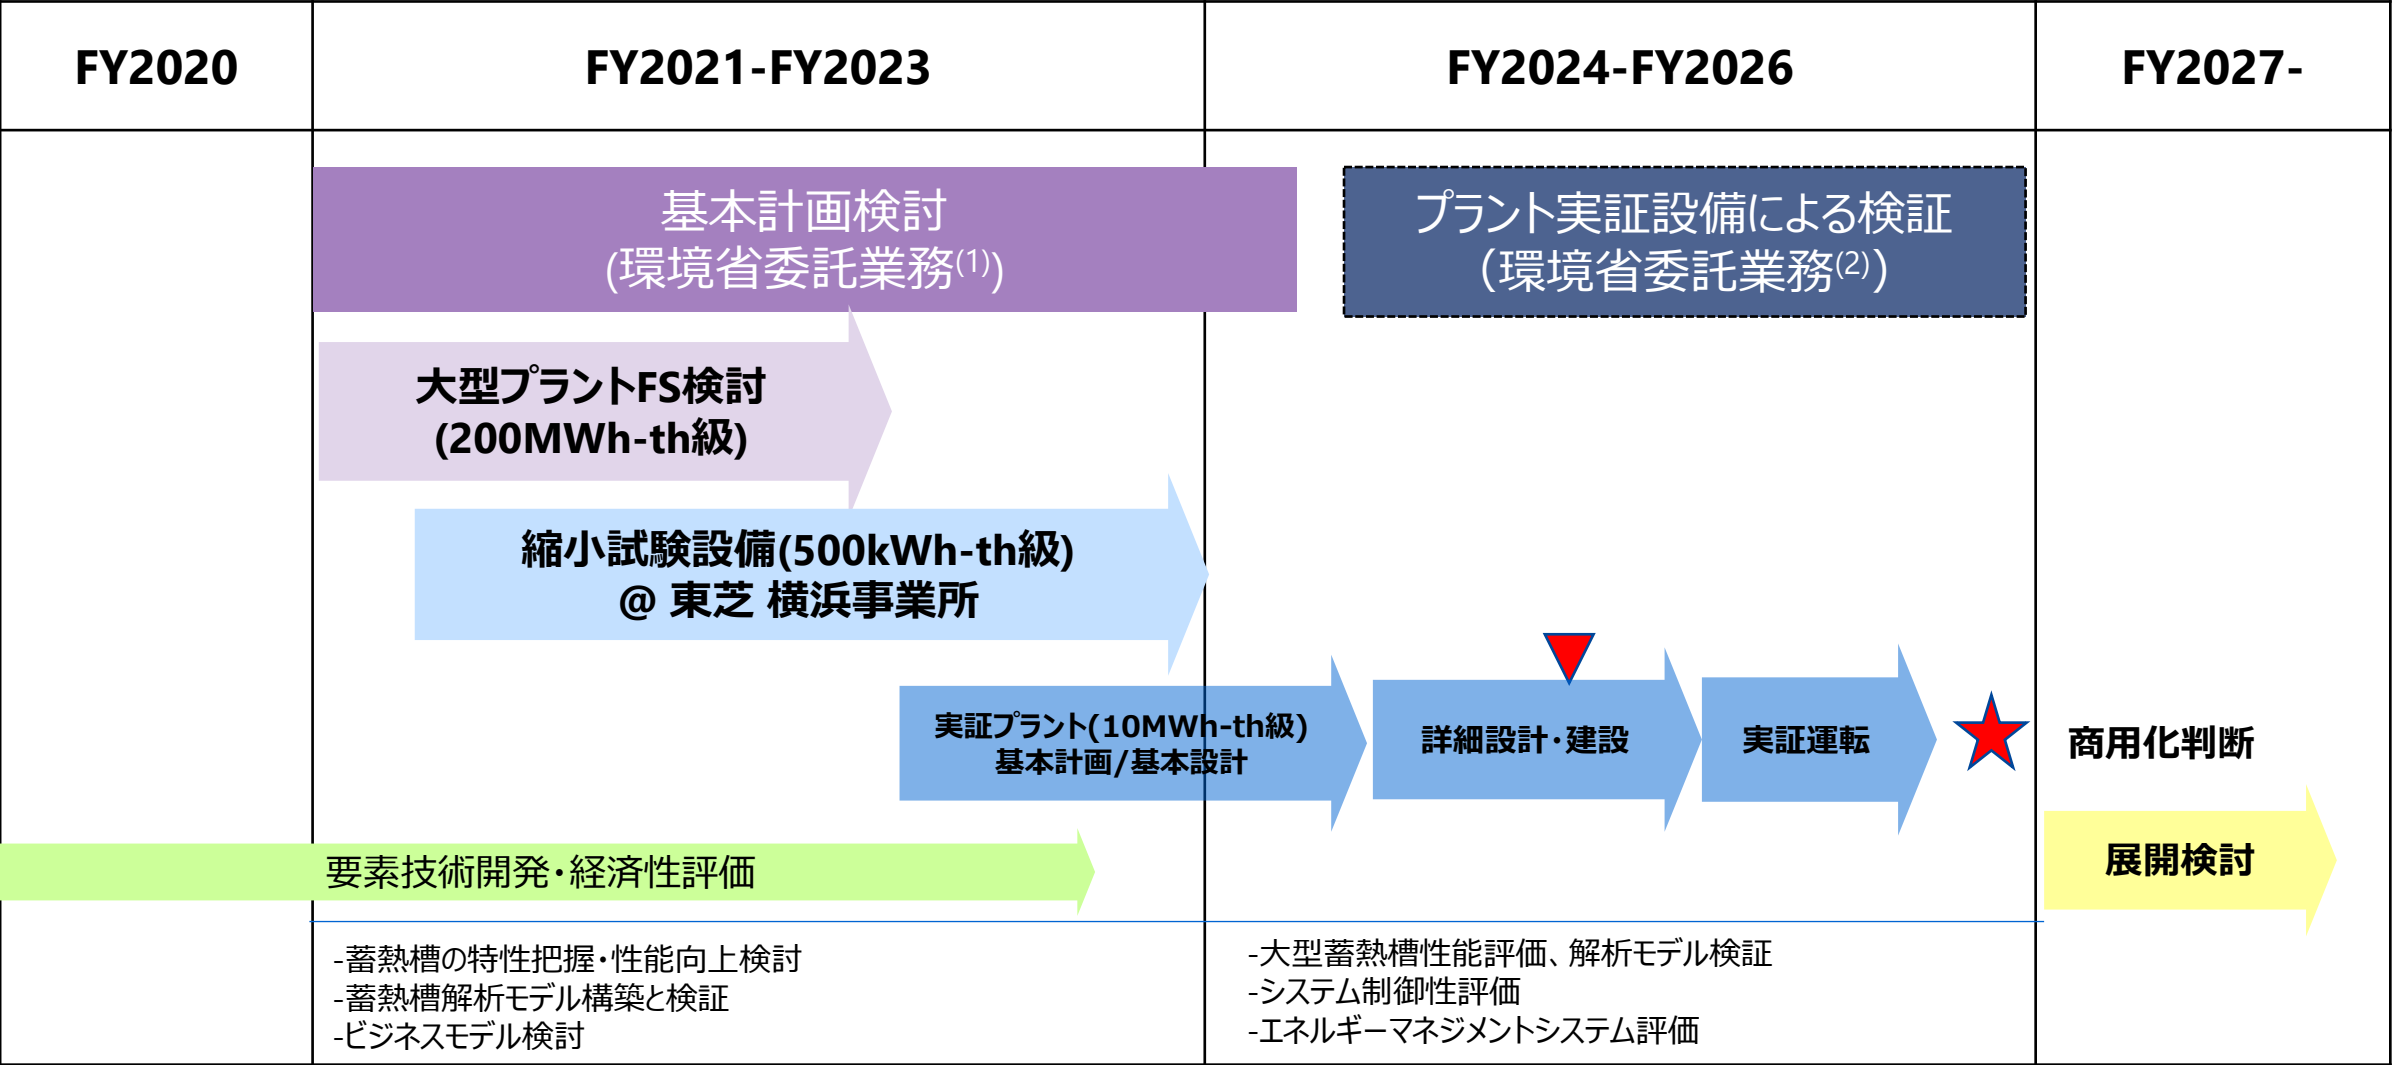 FY2020
FY2021-FY2023
FY2024-FY2026
FY2027-
基本計画検討
(環境省委託業務(1))
プラント実証設備による検証
（環境省委託業務(2)）
大型プラントFS検討
(200MWh-th級)
縮小試験設備(500kWh-th級)
@ 東芝 横浜事業所
実証プラント(10MWh-th級)
基本計画/基本設計
詳細設計・建設
実証運転
商用化判断
展開検討
要素技術開発・経済性評価
-蓄熱槽の特性把握・性能向上検討
-蓄熱槽解析モデル構築と検証
-ビジネスモデル検討
-大型蓄熱槽性能評価、解析モデル検証
-システム制御性評価
-エネルギーマネジメントシステム評価